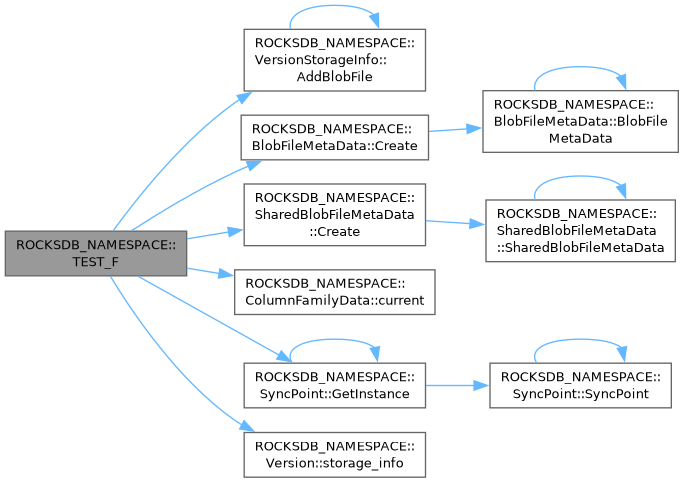 ROCKSDB_NAMESPACE::
TEST_F
ROCKSDB_NAMESPACE::
VersionStorageInfo::
AddBlobFile
ROCKSDB_NAMESPACE::
BlobFileMetaData::Create
ROCKSDB_NAMESPACE::
BlobFileMetaData::BlobFile
MetaData
ROCKSDB_NAMESPACE::
SharedBlobFileMetaData
::Create
ROCKSDB_NAMESPACE::
SharedBlobFileMetaData
::SharedBlobFileMetaData
ROCKSDB_NAMESPACE::
ColumnFamilyData::current
ROCKSDB_NAMESPACE::
SyncPoint::GetInstance
ROCKSDB_NAMESPACE::
SyncPoint::SyncPoint
ROCKSDB_NAMESPACE::
Version::storage_info